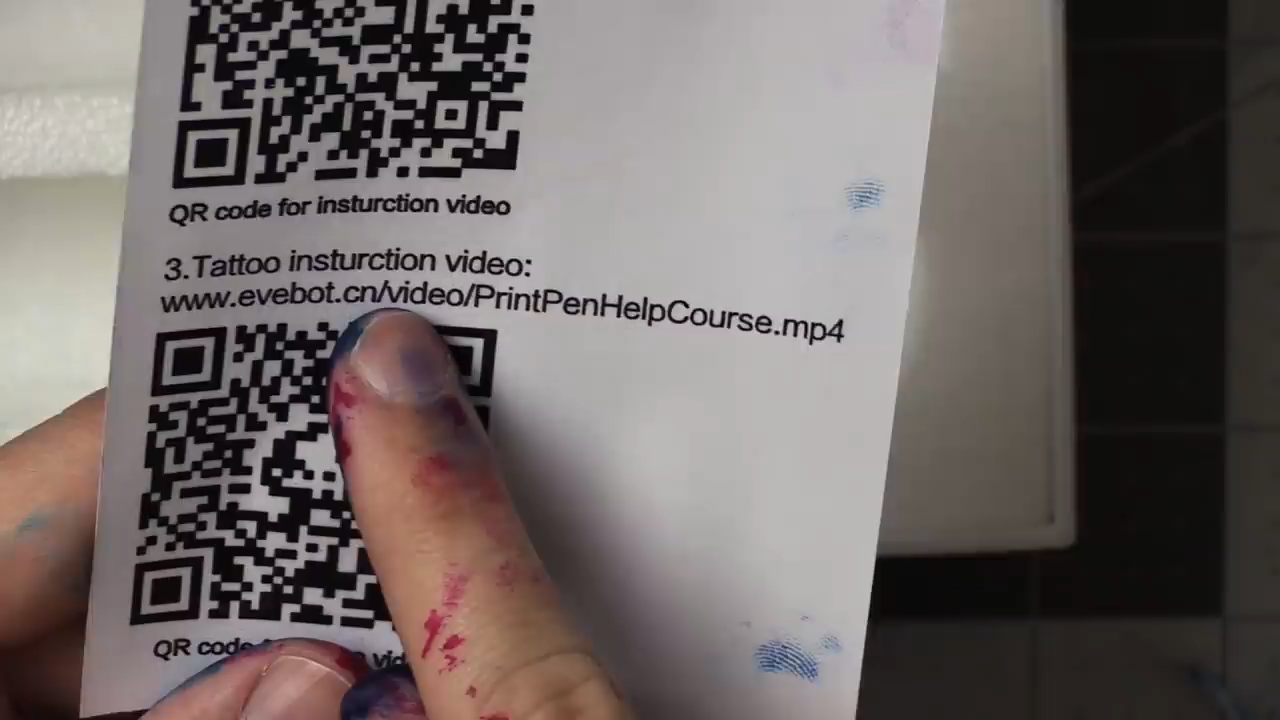 QR code for insturction video
3.Tattoo insturction video:
www.evebot.cn/video/PrintPenHelpCourse.mp4
QR code